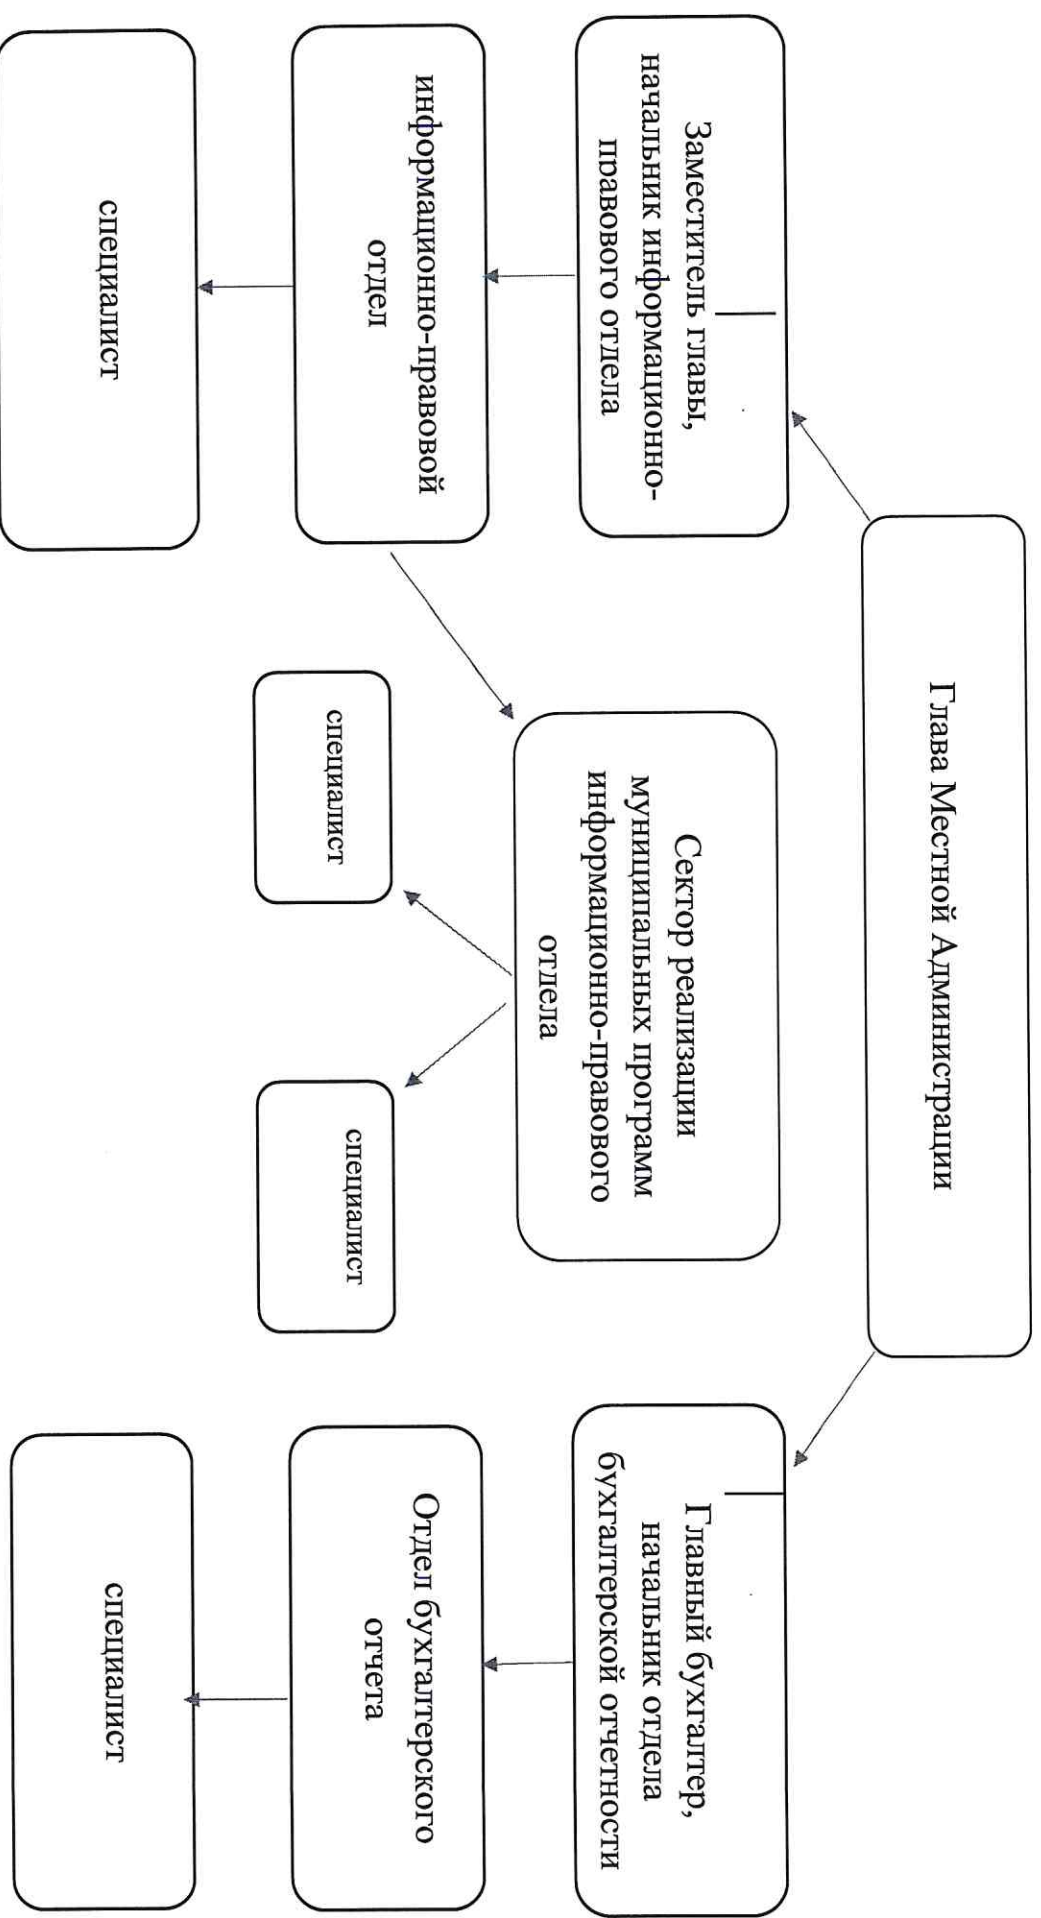 Глава Местной Администрации
Заместитель главы,
начальник информационно-
правового отдела
Сектор реализации
муниципальных программ
информационно-правового
отдела
Главный бухгалтер,
начальник отдела
бухгалтерской отчетности
информационно-правовой
отдел
специалист
специалист
Отдел бухгалтерского
отчета
специалист
специалист